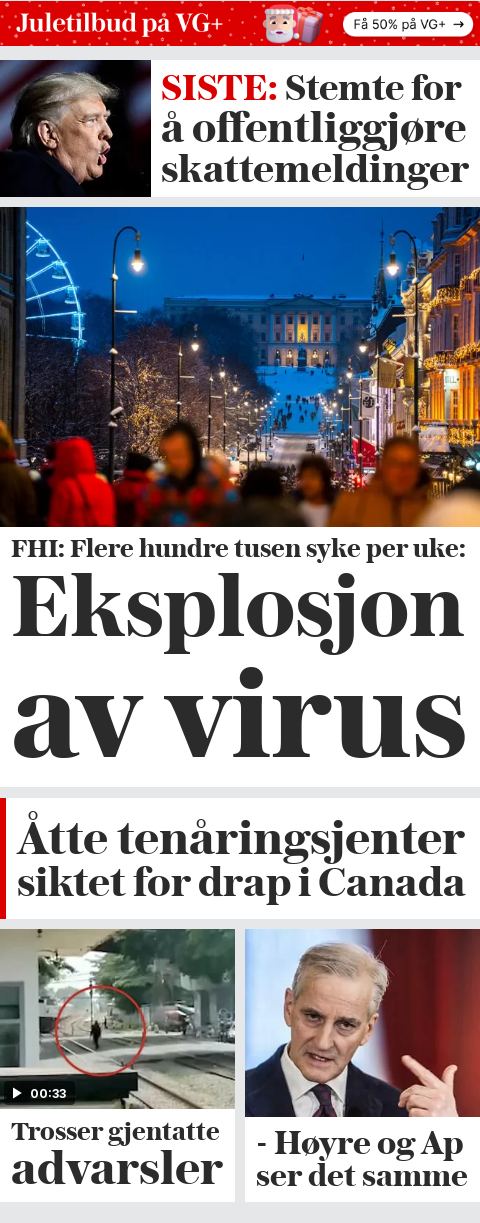 Juletilbud på VG+
Få 50% på VG+ →
SISTE: Stemte for
å offentliggjøre
skattemeldinger
FHI: Flere hundre tusen syke per uke:
Eksplosjon
av virus
Åtte tenåringsjenter
siktet for drap i Canada
00:33
Trosser gjentatte
advarsler
- Høyre og Ap
ser det samme